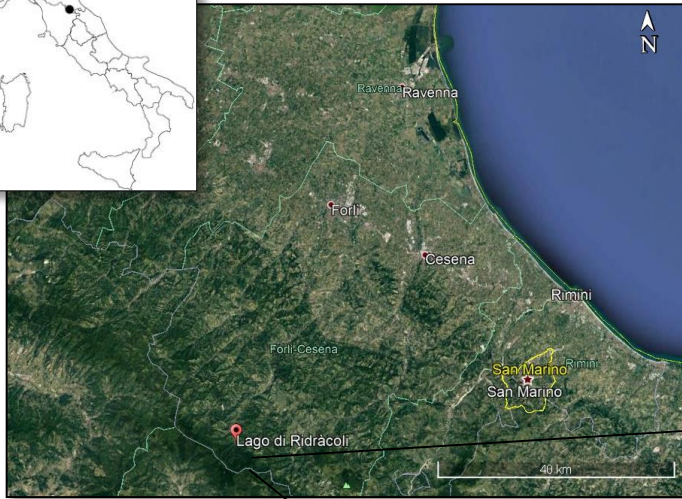 N
Ravenna Ravenna
Forlì
Cesena
Rimini
Forlì-Cesena
San Marino Rimini
San Marino
Lago di Ridràcoli
40 km